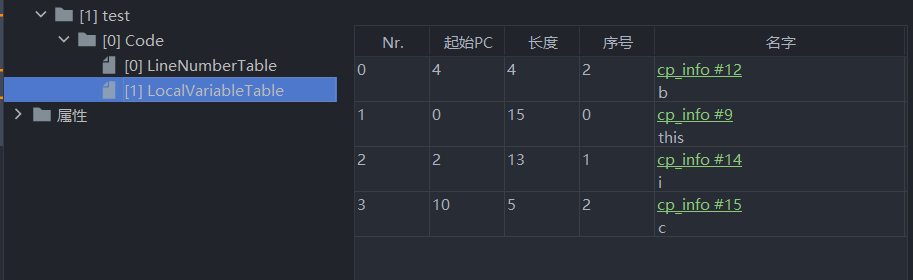 [1] test
[0] Code
[0] LineNumberTable
[1] LocalVariableTable
属性
Nr. 起始PC 长度 序号 名字
0 4 4 2 cp_info #12
b
1 0 15 0 cp_info #9
this
2 2 13 1 cp_info #14
i
3 10 5 2 cp_info #15
c